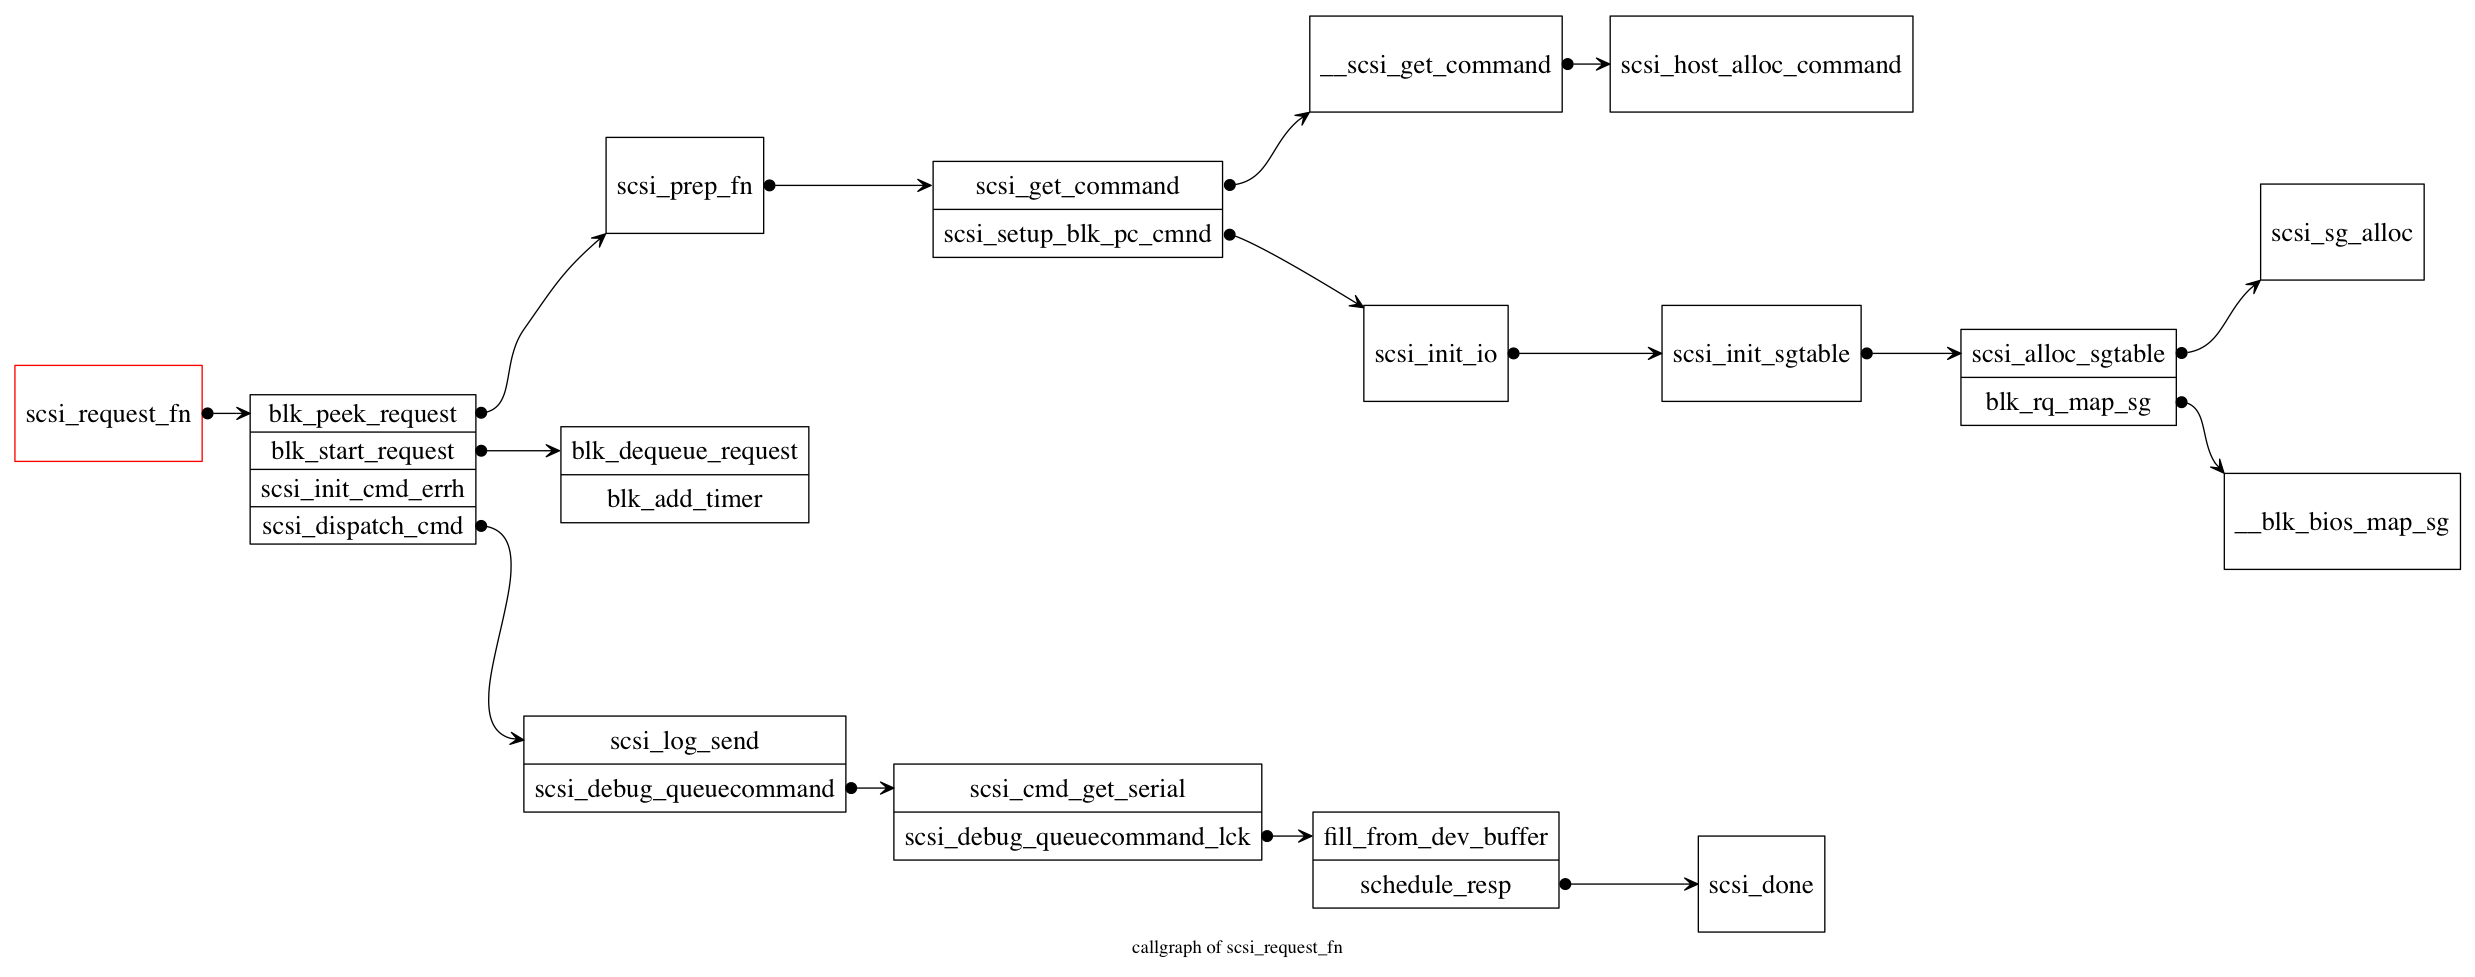 scsi_request_fn
blk_peek_request
blk_start_request
scsi_init_cmd_errh
scsi_dispatch_cmd
scsi_prep_fn
blk_dequeue_request
blk_add_timer
scsi_get_command
scsi_setup_blk_pc_cmnd
__scsi_get_command
scsi_host_alloc_command
scsi_init_io
scsi_init_sgtable
scsi_alloc_sgtable
blk_rq_map_sg
scsi_sg_alloc
__blk_bios_map_sg
scsi_log_send
scsi_debug_queuecommand
scsi_cmd_get_serial
scsi_debug_queuecommand_lck
fill_from_dev_buffer
schedule_resp
scsi_done
callgraph of scsi_request_fn